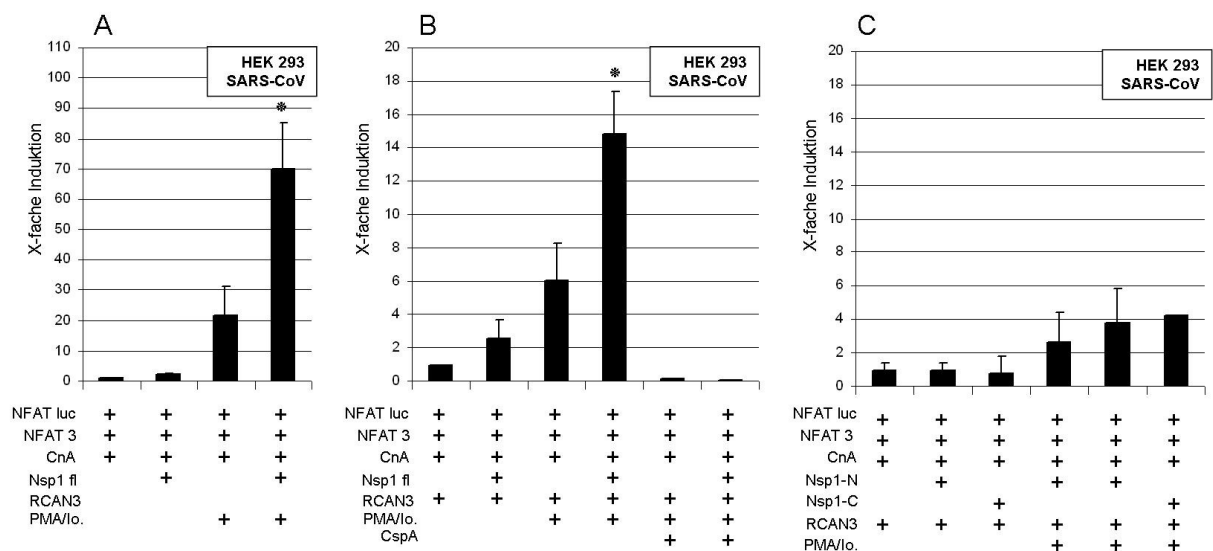 A
X-fache Induktion
110
100
90
80
70
60
50
40
30
20
10
0
HEK 293
SARS-CoV
*
NFAT luc + + + +
NFAT 3 + + + +
CnA + + + +
Nsp1 fl + +
PMA/Io. + +
B
X-fache Induktion
20
18
16
14
12
10
8
6
4
2
0
HEK 293
SARS-CoV
*
NFAT luc + + + + + +
NFAT 3 + + + + + +
CnA + + + + + +
Nsp1 fl + + +
RCAN3 + + + + + +
PMA/Io. + + + +
CspA + +
C
X-fache Induktion
20
18
16
14
12
10
8
6
4
2
0
HEK 293
SARS-CoV
NFAT luc + + + + + +
NFAT 3 + + + + + +
CnA + + + + + +
Nsp1-N + + +
Nsp1-C + +
RCAN3 + + + + + +
PMA/Io. + + +